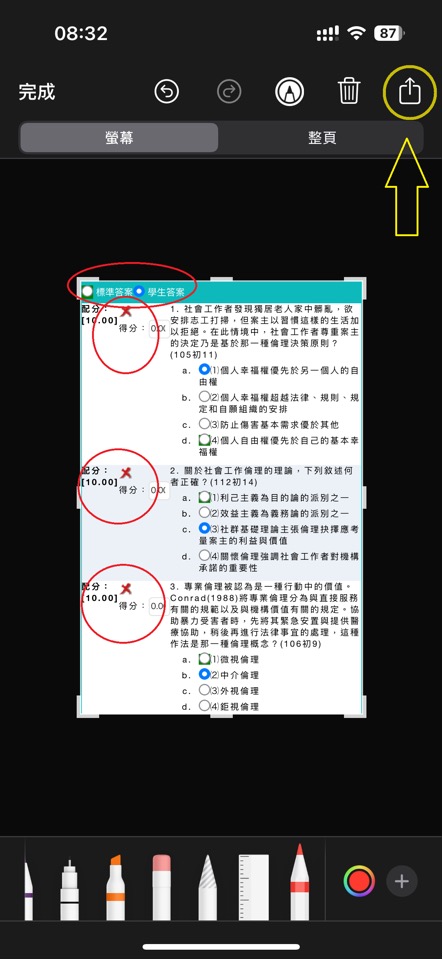 08:32
87
完成
螢幕
整頁
標準答案 學生答案
配分:
[10.00]
得分:
1. 社會工作者發現獨居老人家中髒亂,欲
安排志工打掃,但案主以習慣這樣的生活加
以拒絕。在此情境中,社會工作者尊重案主
的決定乃是基於那一種倫理決策原則?
(105初11)
a. (1)個人幸福權優先於另一個人的自
由權
b. (2)個人幸福權超越法律、規則、規
定和自願組織的安排
c. (3)防止傷害基本需求優於其他
d. (4)個人自由權優先於自己的基本幸
福權
配分:
[10.00]
得分:
2. 關於社會工作倫理的理論,下列敘述何
者正確?(112初14)
a. (1)利己主義為目的論的派別之一
b. (2)效益主義為義務論的派別之一
c. (3)社群基礎理論主張倫理抉擇應考
量案主的利益與價值
d. (4)關懷倫理強調社會工作者對機構
承諾的重要性
配分:
[10.00]
得分: 0.0
3. 專業倫理被認為是一種行動中的價值。
Conrad(1988)將專業倫理分為與直接服務
有關的規範以及與機構價值有關的規定。協
助暴力受害者時,先將其緊急安置與提供醫
療協助,稍後再進行法律事宜的處理,這種
作法是那一種倫理概念?(106初9)
a. (1)微視倫理
b. (2)中介倫理
c. (3)外視倫理
d. (4)鉅視倫理